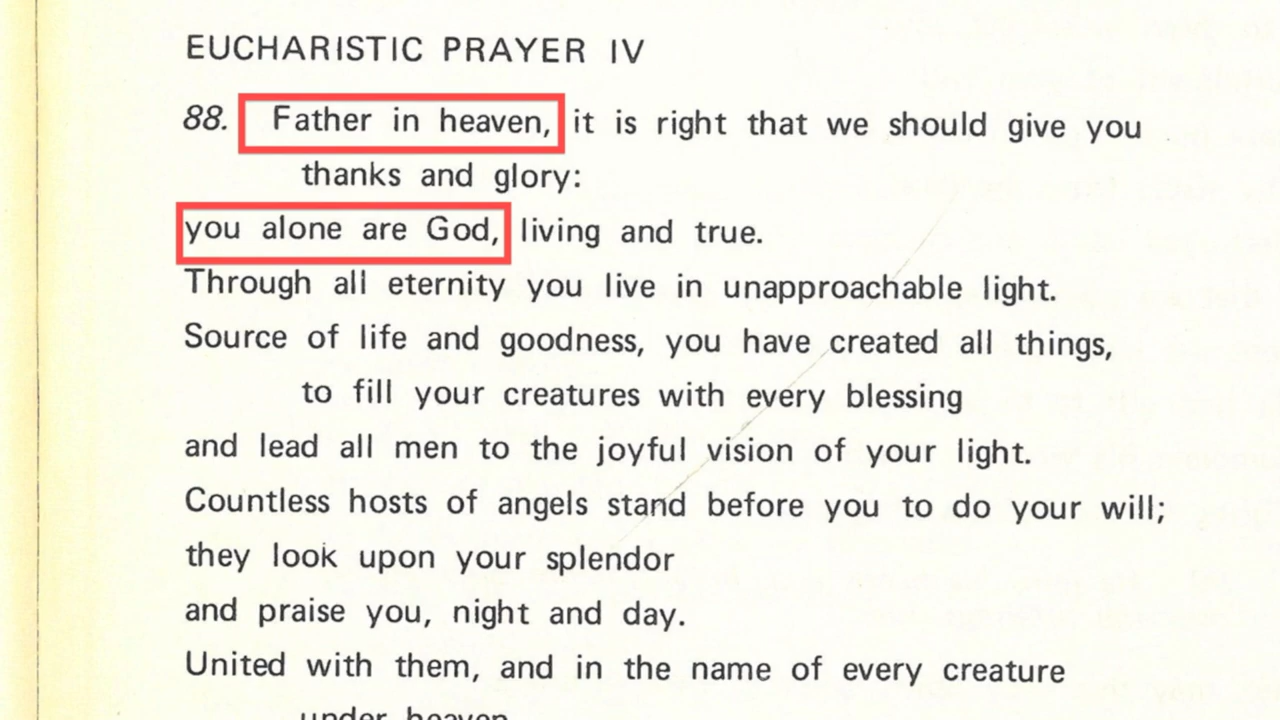 EUCHARISTIC PRAYER IV
88. Father in heaven, it is right that we should give you
thanks and glory:
you alone are God, living and true.
Through all eternity you live in unapproachable light.
Source of life and goodness, you have created all things,
to fill your creatures with every blessing
and lead all men to the joyful vision of your light.
Countless hosts of angels stand before you to do your will;
they look upon your splendor
and praise you, night and day.
United with them, and in the name of every creature
under heaven